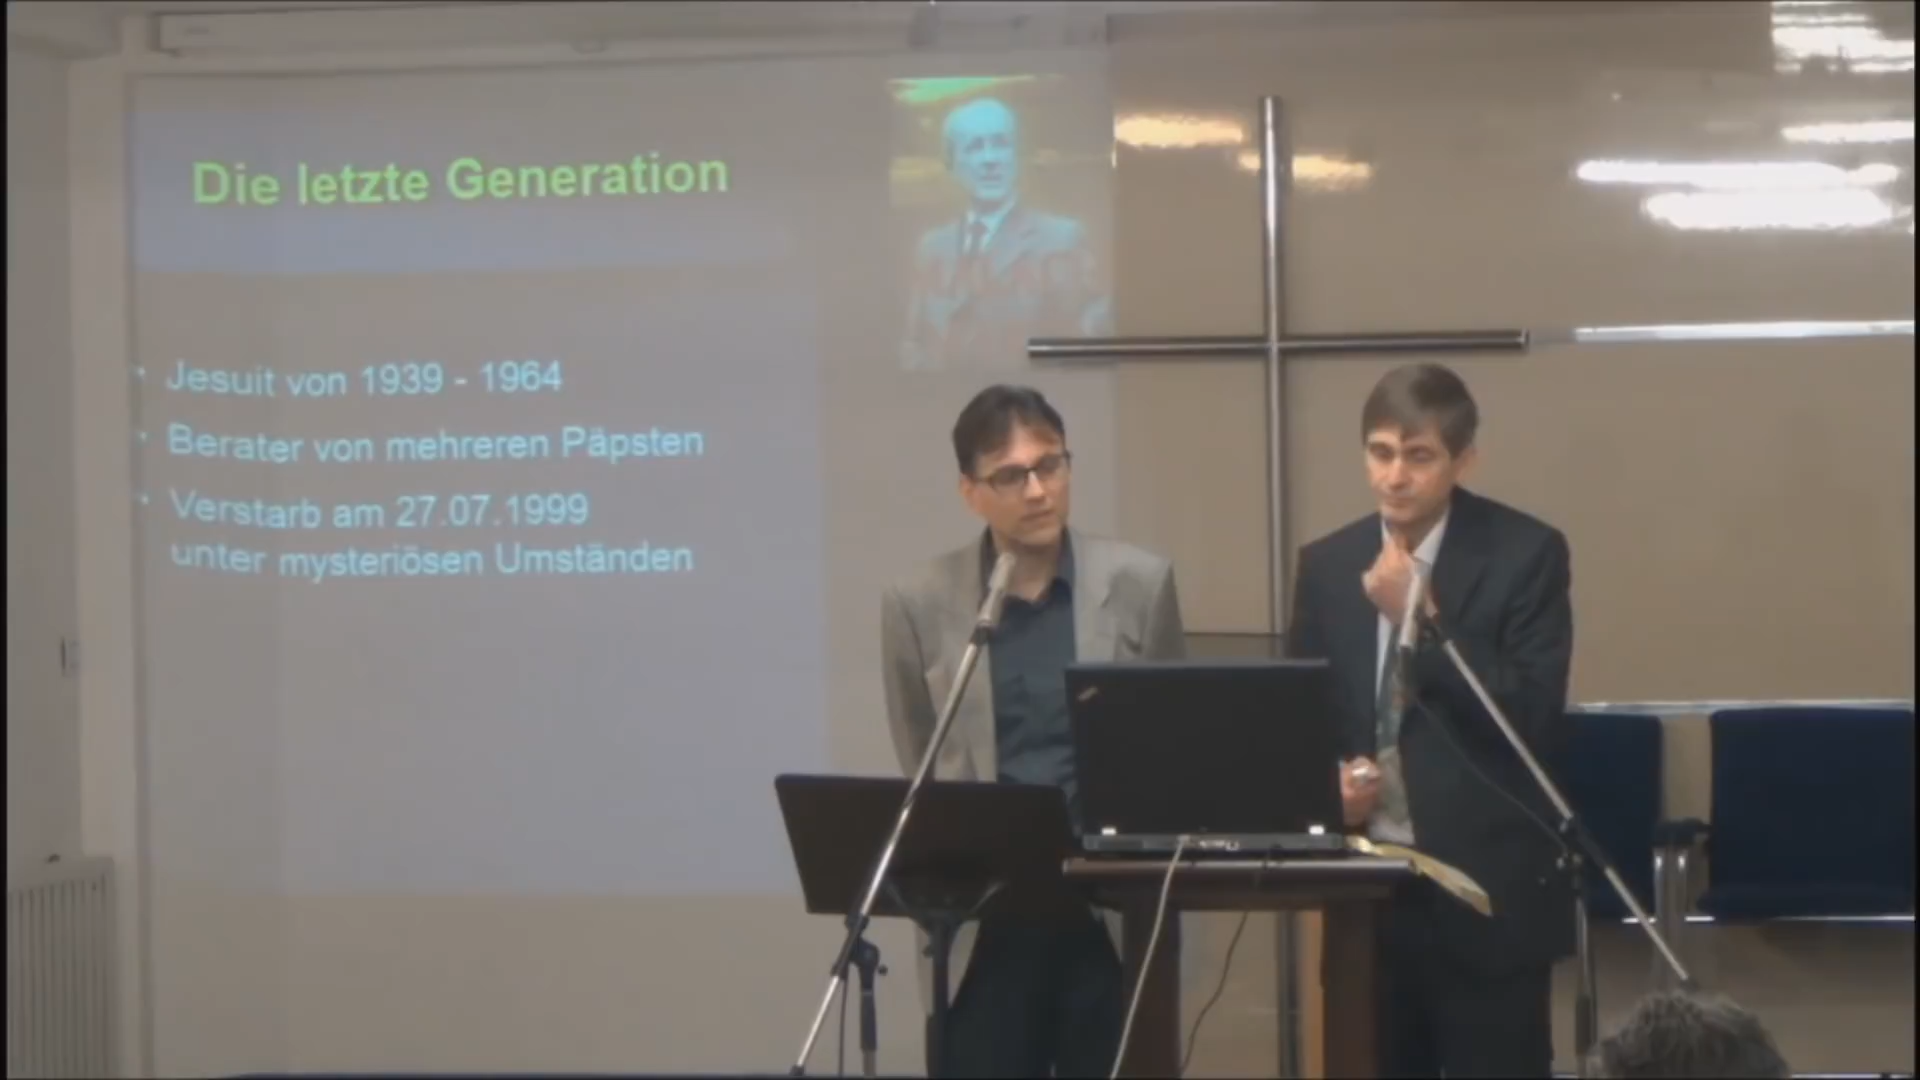 Die letzte Generation
• Jesuit von 1939 - 1964
• Berater von mehreren Päpsten
• Verstarb am 27.07.1999
unter mysteriösen Umständen